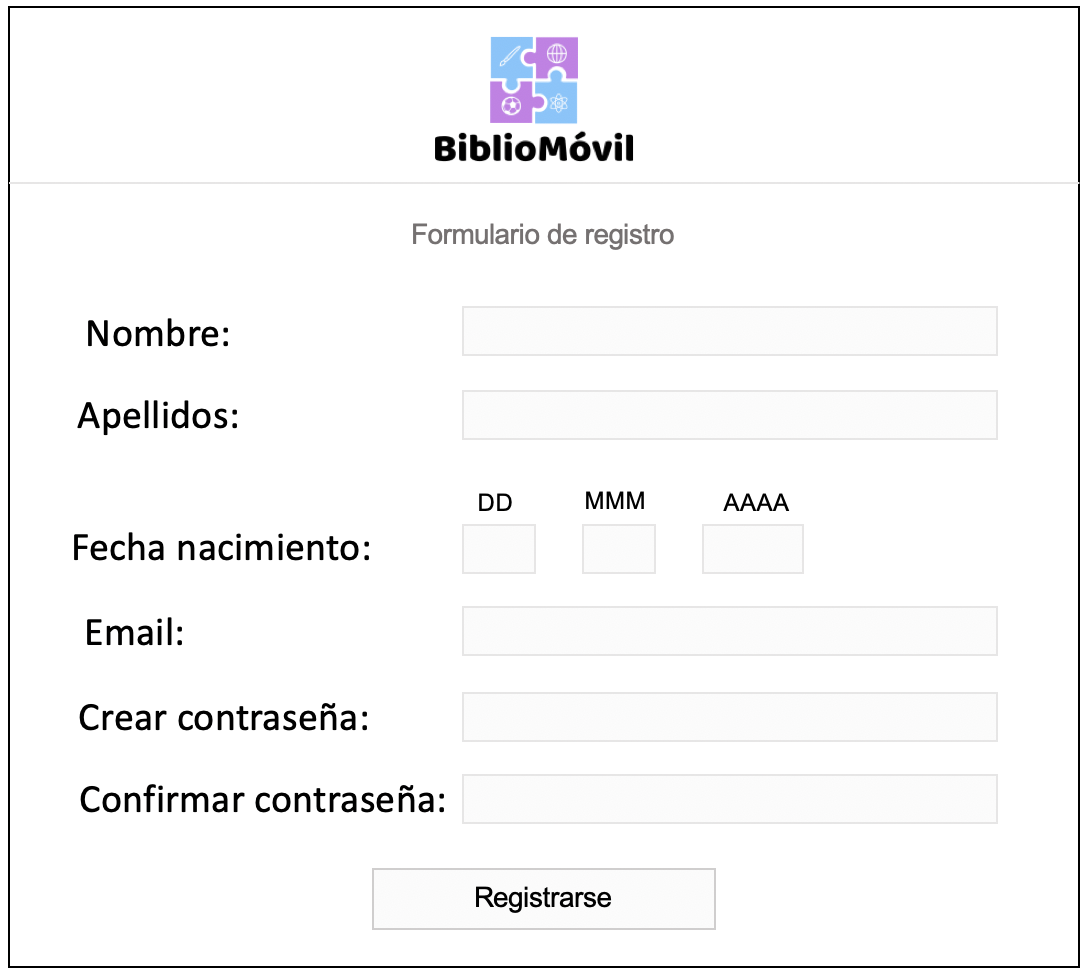 BiblioMóvil
Formulario de registro
Nombre:
Apellidos:
DD MMM AAAA
Fecha nacimiento:
Email:
Crear contraseña:
Confirmar contraseña:
Registrarse